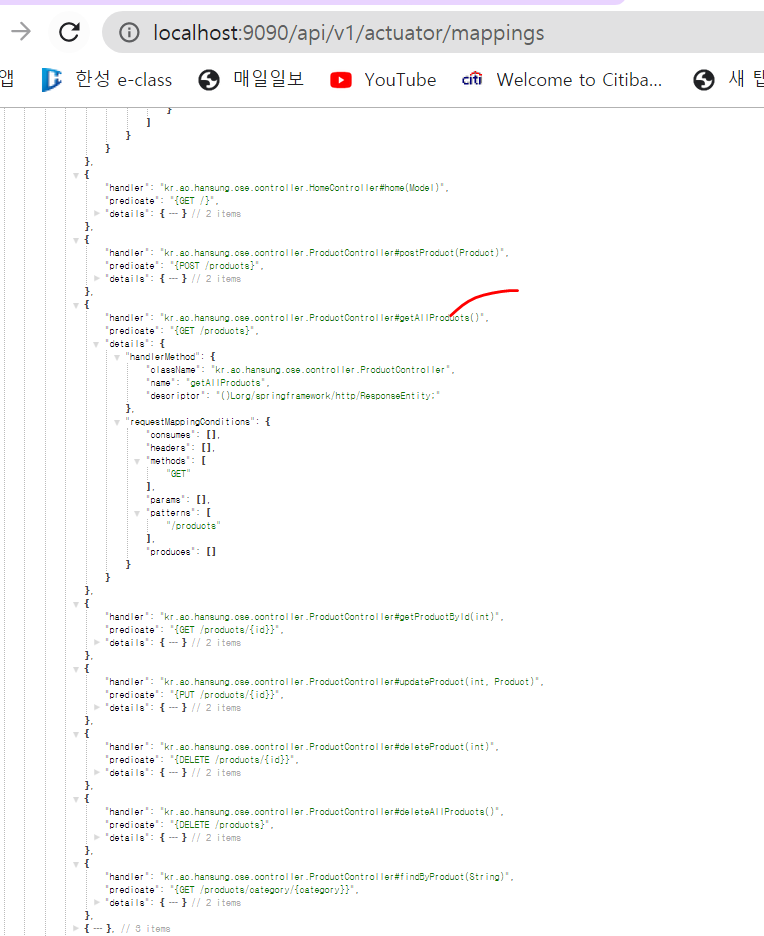 localhost:9090/api/v1/actuator/mappings
앱 한성 e-class 매일일보 YouTube citi Welcome to Citiba... 새 탭
}
]
}
}
},
{
"handler": "kr.ac.hansung.cse.controller.HomeController#home(Model)",
"predicate": "{GET /}",
"details": { ... } // 2 items
},
{
"handler": "kr.ac.hansung.cse.controller.ProductController#postProduct(Product)",
"predicate": "{POST /products}",
"details": { ... } // 2 items
},
{
"handler": "kr.ac.hansung.cse.controller.ProductController#getAllProducts()",
"predicate": "{GET /products}",
"details": {
"handlerMethod": {
"className": "kr.ac.hansung.cse.controller.ProductController",
"name": "getAllProducts",
"descriptor": "()Lorg/springframework/http/ResponseEntity;"
},
"requestMappingConditions": {
"consumes": [],
"headers": [],
"methods": [
"GET"
],
"params": [],
"patterns": [
"/products"
],
"produces": []
}
}
},
{
"handler": "kr.ac.hansung.cse.controller.ProductController#getProductById(int)",
"predicate": "{GET /products/{id}}",
"details": { ... } // 2 items
},
{
"handler": "kr.ac.hansung.cse.controller.ProductController#updateProduct(int, Product)",
"predicate": "{PUT /products/{id}}",
"details": { ... } // 2 items
},
{
"handler": "kr.ac.hansung.cse.controller.ProductController#deleteProduct(int)",
"predicate": "{DELETE /products/{id}}",
"details": { ... } // 2 items
},
{
"handler": "kr.ac.hansung.cse.controller.ProductController#deleteAllProducts()",
"predicate": "{DELETE /products}",
"details": { ... } // 2 items
},
{
"handler": "kr.ac.hansung.cse.controller.ProductController#findByProduct(String)",
"predicate": "{GET /products/category/{category}}",
"details": { ... } // 2 items
},
{ ... }, // 3 items